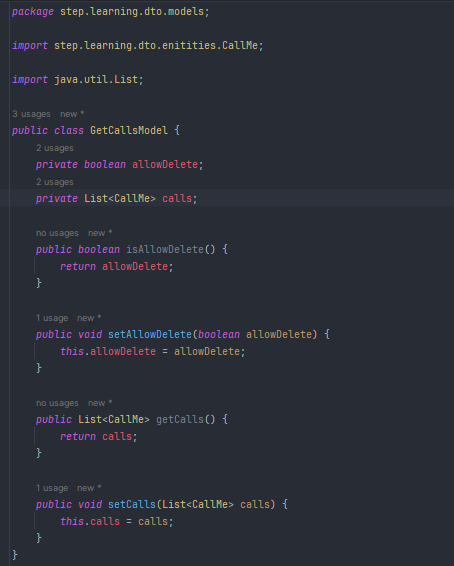 package step.learning.dto.models;
import step.learning.dto.enitities.CallMe;
import java.util.List;
3 usages new *
public class GetCallsModel {
2 usages
private boolean allowDelete;
2 usages
private List<CallMe> calls;
no usages new *
public boolean isAllowDelete() {
return allowDelete;
}
1 usage new *
public void setAllowDelete(boolean allowDelete) {
this.allowDelete = allowDelete;
}
no usages new *
public List<CallMe> getCalls() {
return calls;
}
1 usage new *
public void setCalls(List<CallMe> calls) {
this.calls = calls;
}
}